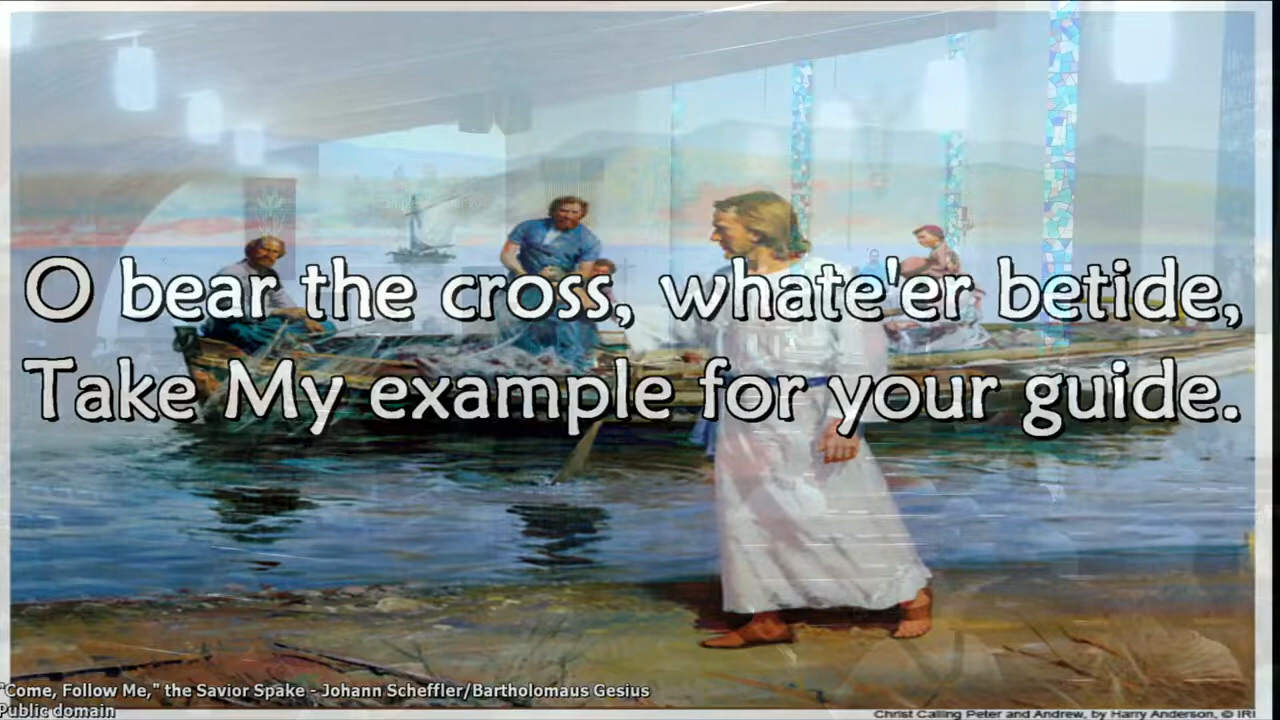 O bear the cross, whate'er betide,
Take My example for your guide.
"Come, Follow Me," the Savior Spake - Johann Scheffler/Bartholomaus Gesius
Public domain
Christ Calling Peter and Andrew, by Harry Anderson, © IRI